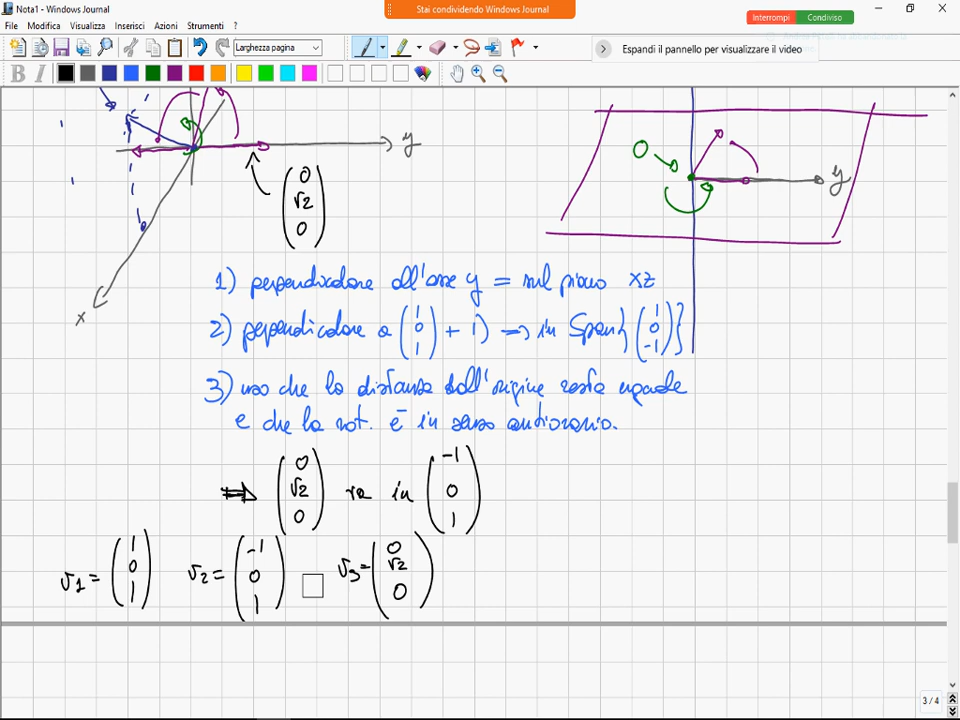 Nota1 - Windows Journal
Stai condividendo Windows Journal
Interrompi Condiviso
File Modifica Visualizza Inserisci Azioni Strumenti ?
Larghezza pagina
Espandi il pannello per visualizzare il video
B I
y
x
0
√2
0
O
y
1) perpendicolare all'asse y = sul piano xz
2) perpendicolare a (1 0 1) + 1) => in Span{(1 0 -1)}
3) uso che la distanza dall'origine resta uguale
e che la rot. è in senso antiorario.
=> (0 √2 0) va in (-1 0 1)
v1 = (1 0 1) v2 = (-1 0 1) v3 = (0 √2 0)
3 / 4